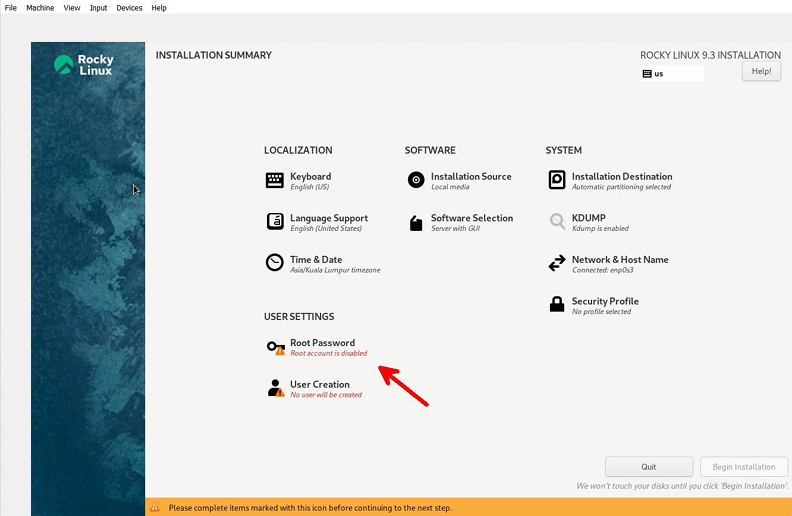 File Machine View Input Devices Help
Rocky
Linux
INSTALLATION SUMMARY
ROCKY LINUX 9.3 INSTALLATION
us
Help!
LOCALIZATION
Keyboard
English (US)
Language Support
English (United States)
Time & Date
Asia/Kuala Lumpur timezone
SOFTWARE
Installation Source
Local media
Software Selection
Server with GUI
SYSTEM
Installation Destination
Automatic partitioning selected
KDUMP
Kdump is enabled
Network & Host Name
Connected: enp0s3
Security Profile
No profile selected
USER SETTINGS
Root Password
Root account is disabled
User Creation
No user will be created
Quit
Begin Installation
We won't touch your disks until you click 'Begin Installation'.
Please complete items marked with this icon before continuing to the next step.